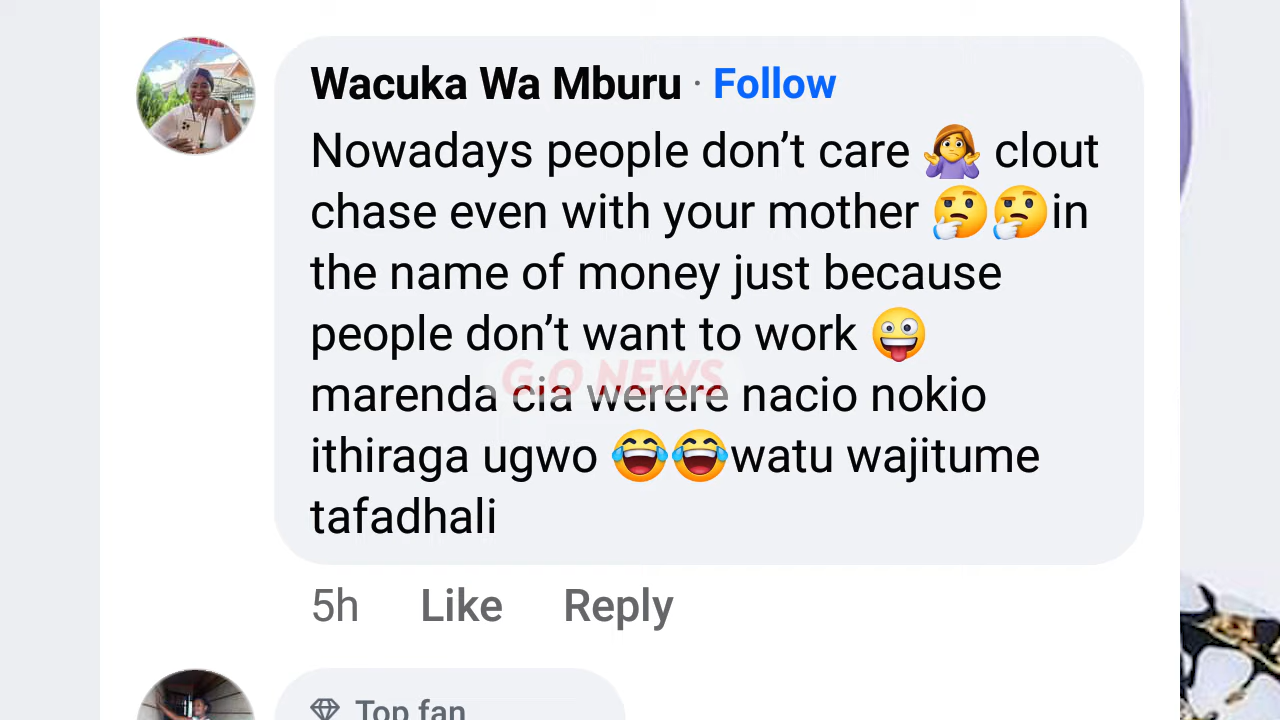 Wacuka Wa Mburu · Follow
Nowadays people don’t care 🤷‍♀️ clout
chase even with your mother 🤔🤔in
the name of money just because
people don’t want to work 🤪
G.O NEWS
marenda cia werere nacio nokio
ithiraga ugwo 😂😂watu wajitume
tafadhali
5h Like Reply
Top fan